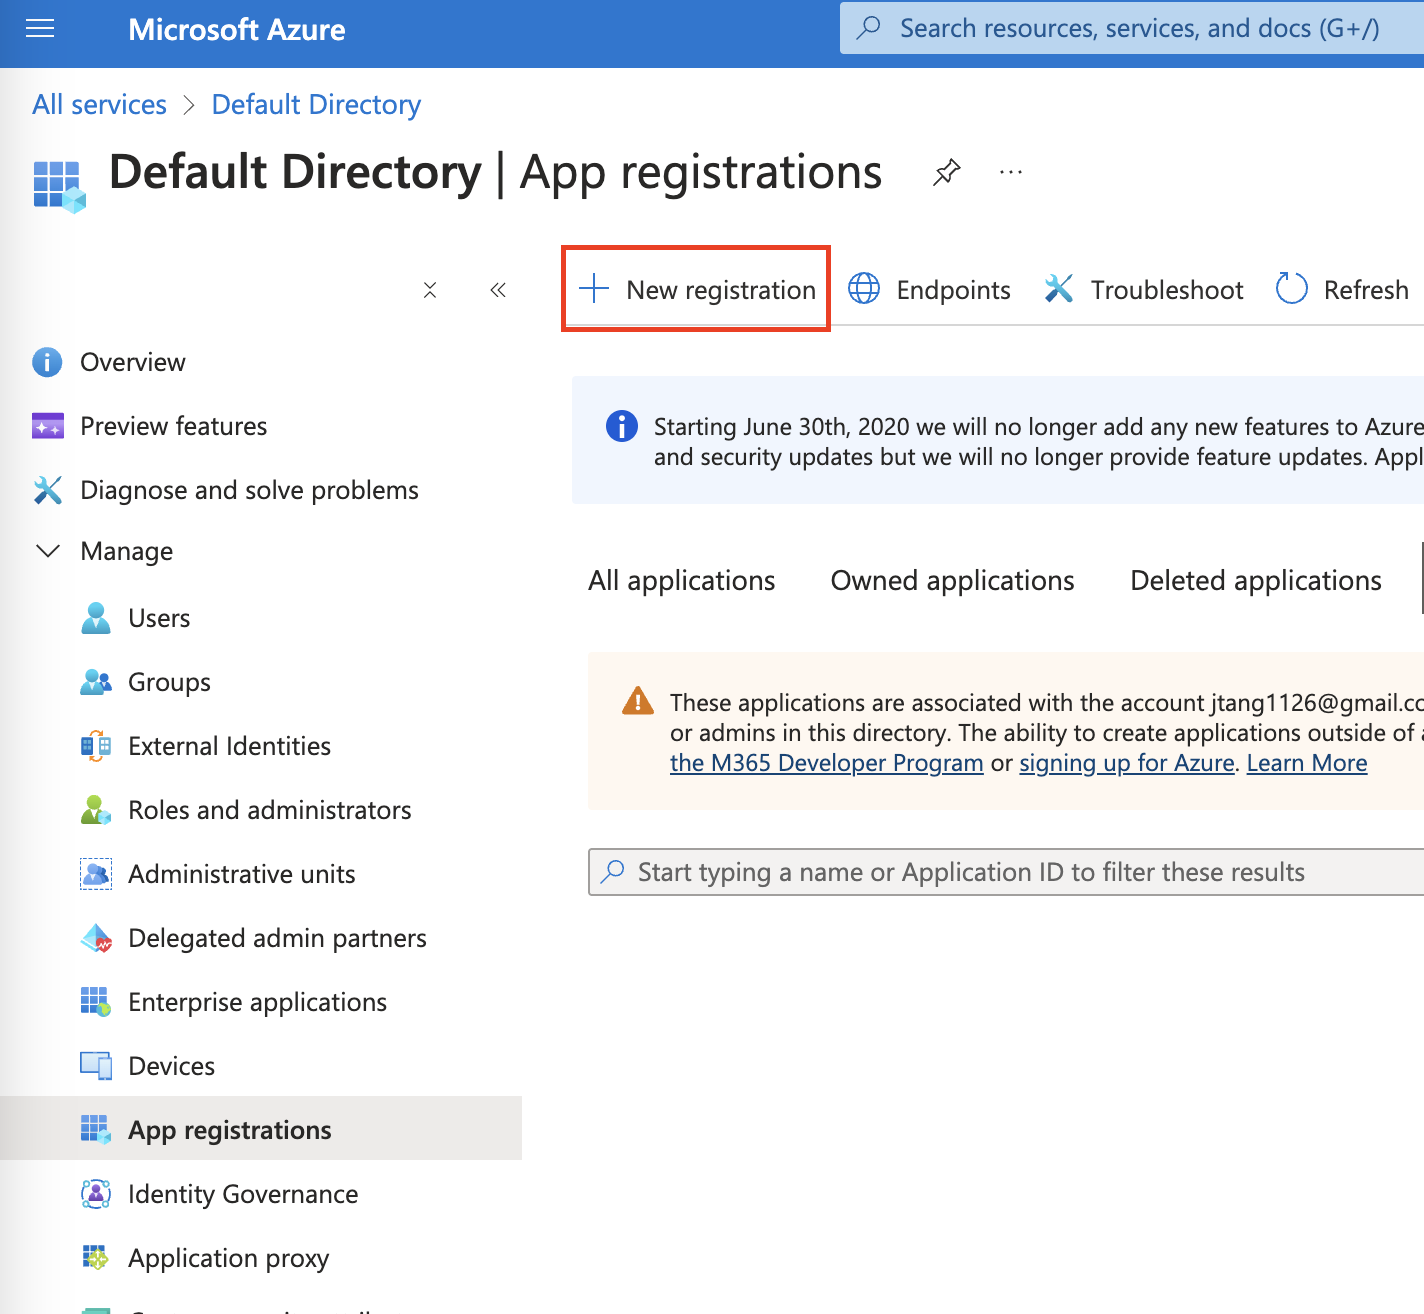 Microsoft Azure
Search resources, services, and docs (G+/)
All services > Default Directory
Default Directory | App registrations
New registration
Endpoints
Troubleshoot
Refresh
Overview
Preview features
Diagnose and solve problems
Manage
Users
Groups
External Identities
Roles and administrators
Administrative units
Delegated admin partners
Enterprise applications
Devices
App registrations
Identity Governance
Application proxy
Starting June 30th, 2020 we will no longer add any new features to Azure
and security updates but we will no longer provide feature updates. Appl
All applications
Owned applications
Deleted applications
These applications are associated with the account jtang1126@gmail.co
or admins in this directory. The ability to create applications outside of
the M365 Developer Program or signing up for Azure. Learn More
Start typing a name or Application ID to filter these results